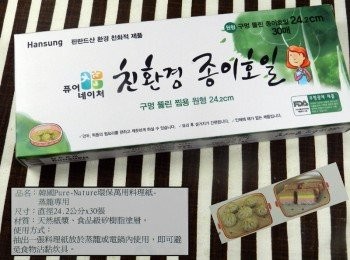 Hansung
탄탄드산 환경 친화적 제품
원형 구멍 뚫린 종이호일 24.2cm
30매
퓨어
네이처
친환경 종이호일
구멍 뚫린 찜용 원형 24.2cm
FDA
品名：韓國Pure-Nature環保萬用料理紙-
蒸籠專用
尺寸：直徑24.2公分x30張
材質：天然紙漿、食品級矽樹脂塗層。
使用方式：
抽出一張料理紙放於蒸籠或電鍋內使用，即可避
免食物沾黏炊具。